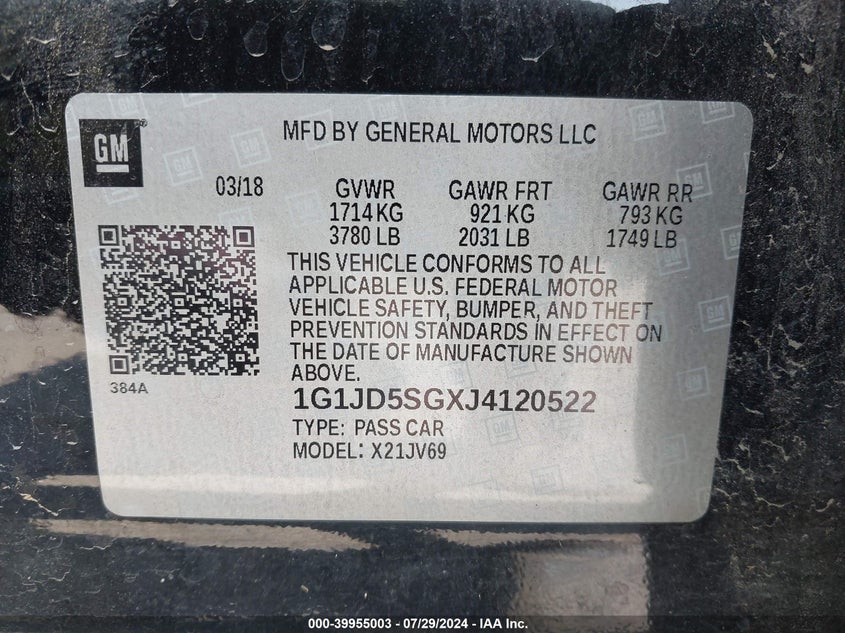 GM
MFD BY GENERAL MOTORS LLC
03/18 GVWR GAWR FRT GAWR RR
1714KG 921 KG 793 KG
3780 LB 2031 LB 1749 LB
THIS VEHICLE CONFORMS TO ALL
APPLICABLE U.S. FEDERAL MOTOR
VEHICLE SAFETY, BUMPER, AND THEFT
PREVENTION STANDARDS IN EFFECT ON
THE DATE OF MANUFACTURE SHOWN
ABOVE.
384A
1G1JD5SGXJ4120522
TYPE: PASS CAR
MODEL: X21JV69
000-39955003 - 07/29/2024 - IAA Inc.